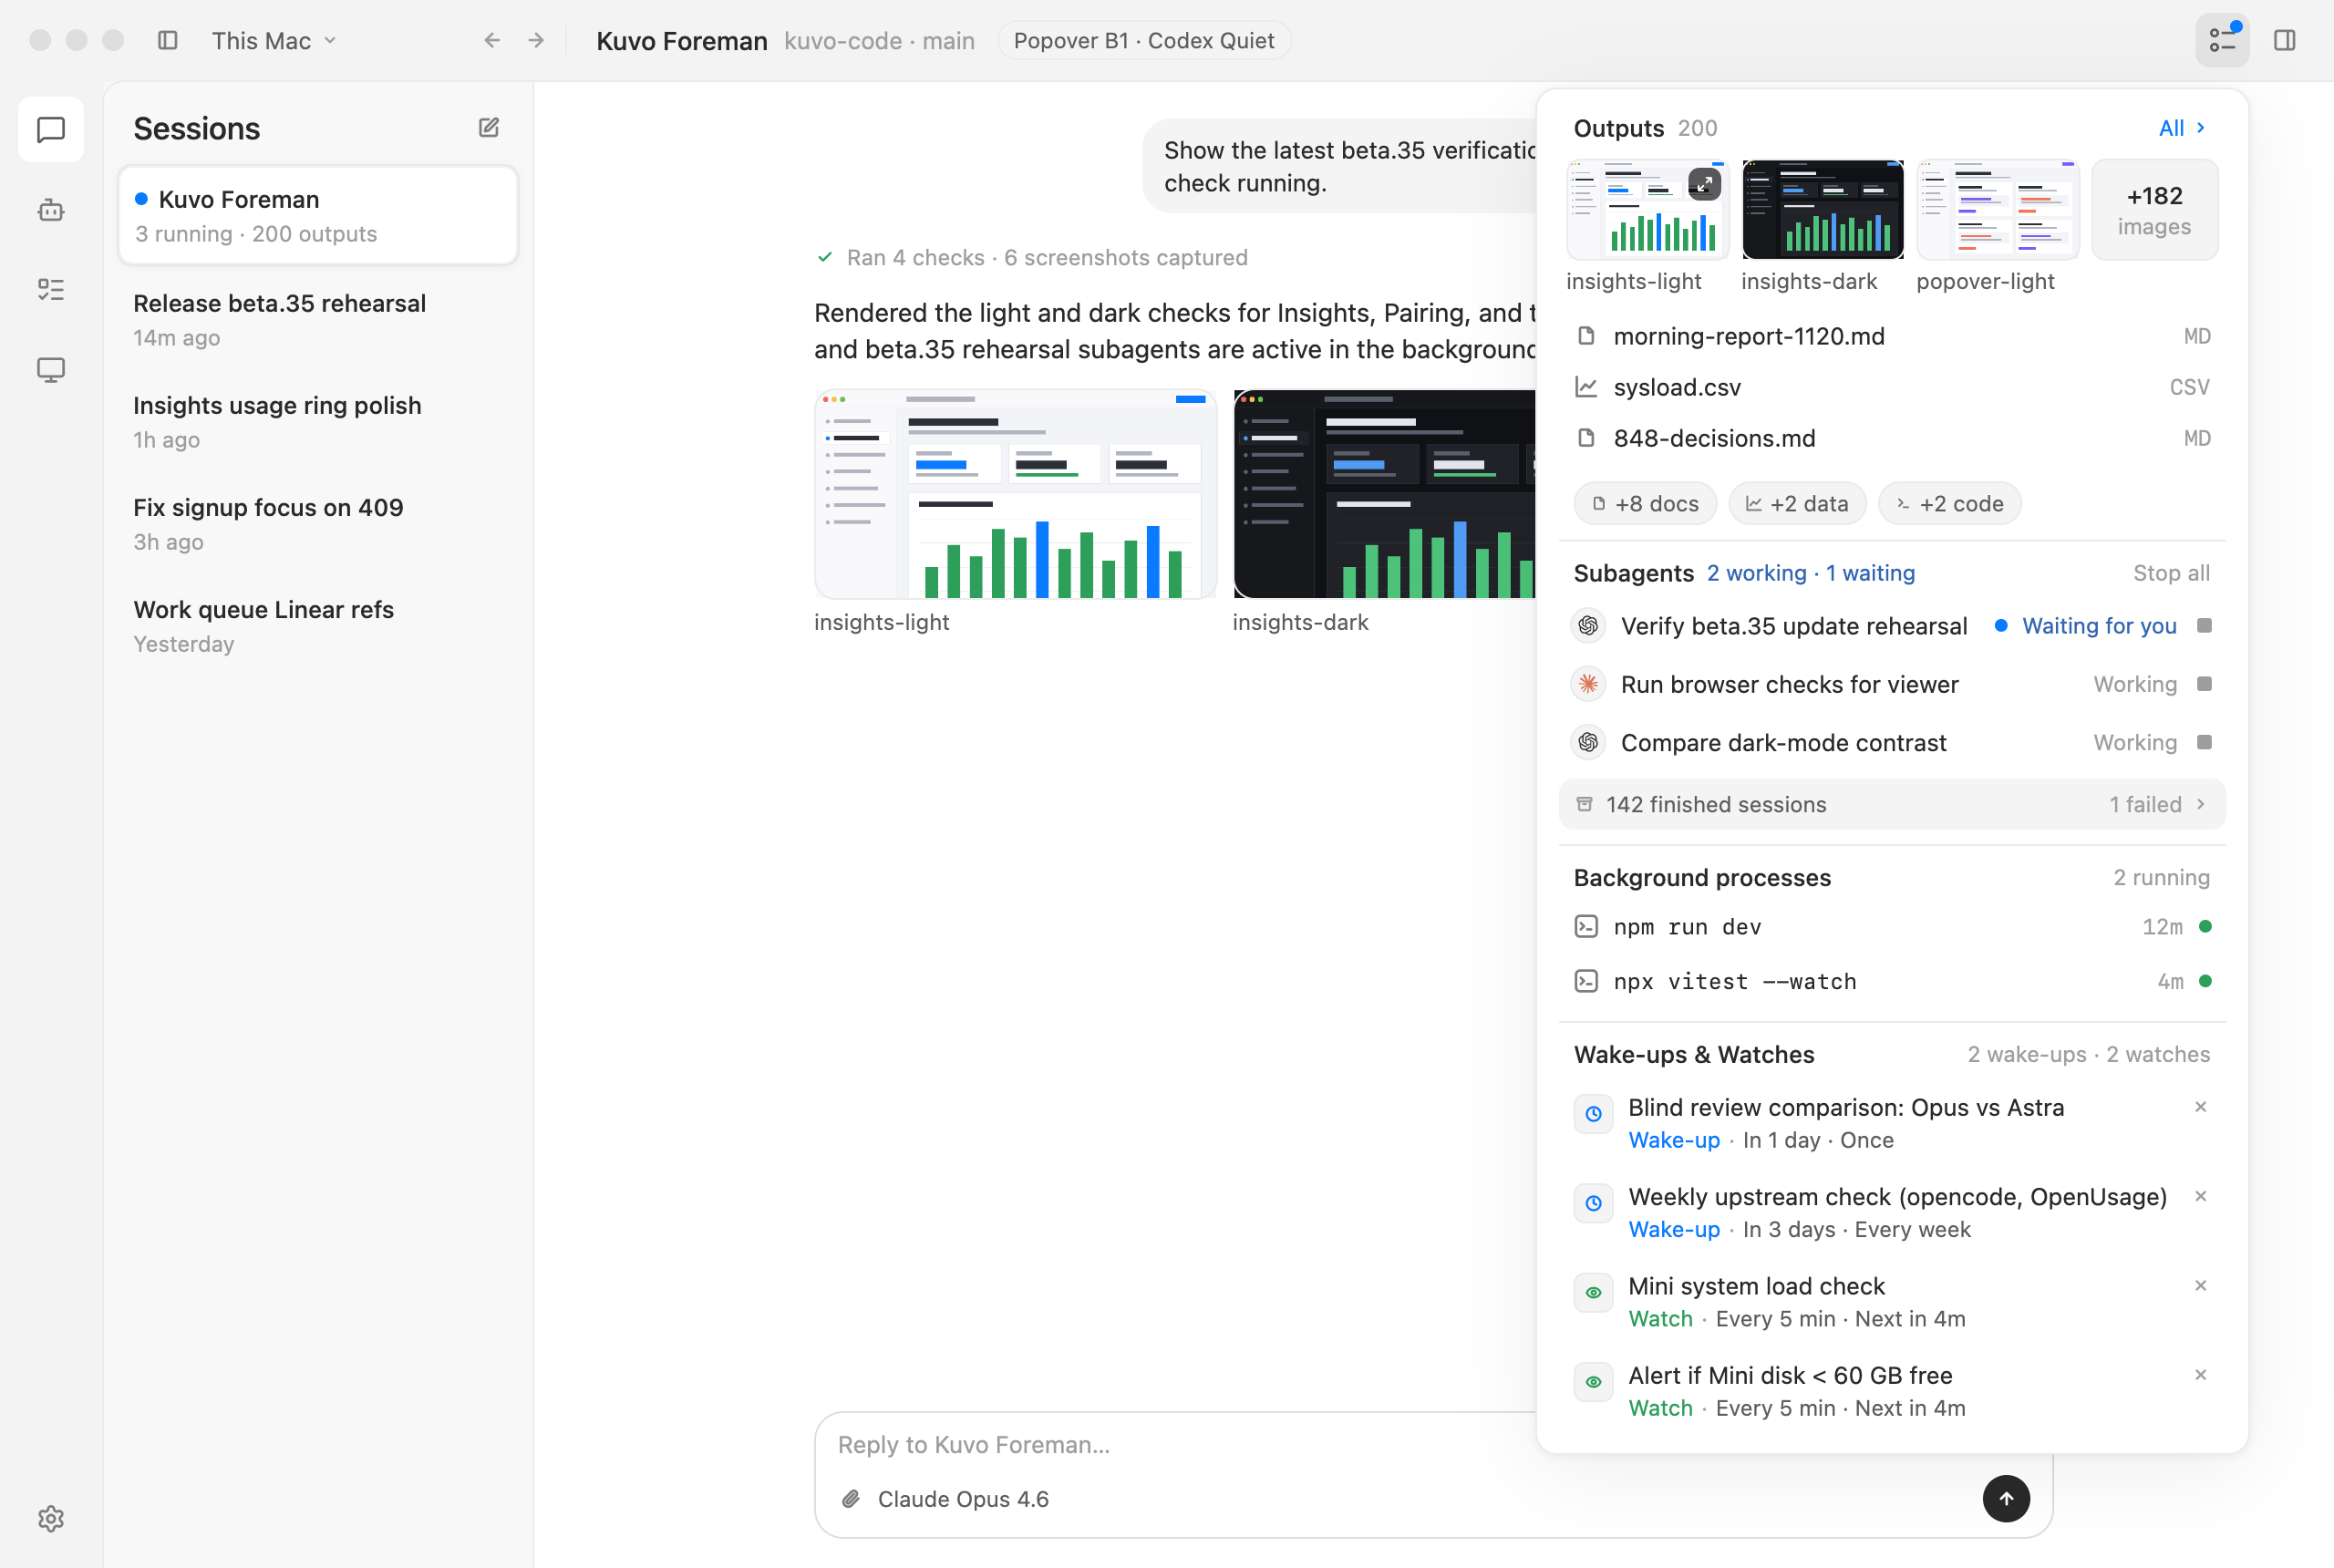 This Mac
Kuvo Foreman kuvo-code · main Popover B1 · Codex Quiet
Sessions
Kuvo Foreman
3 running · 200 outputs
Release beta.35 rehearsal
14m ago
Insights usage ring polish
1h ago
Fix signup focus on 409
3h ago
Work queue Linear refs
Yesterday
Show the latest beta.35
check running.
Ran 4 checks · 6 screenshots captured
Rendered the light and dark checks for Insights, Pairing, and
and beta.35 rehearsal subagents are active in the background
insights-light
insights-dark
Reply to Kuvo Foreman...
Claude Opus 4.6
Outputs 200 All
+182
images
insights-light
insights-dark
popover-light
morning-report-1120.md MD
sysload.csv CSV
848-decisions.md MD
+8 docs +2 data +2 code
Subagents 2 working · 1 waiting Stop all
Verify beta.35 update rehearsal Waiting for you
Run browser checks for viewer Working
Compare dark-mode contrast Working
142 finished sessions 1 failed
Background processes 2 running
npm run dev 12m
npx vitest --watch 4m
Wake-ups & Watches 2 wake-ups · 2 watches
Blind review comparison: Opus vs Astra
Wake-up · In 1 day · Once
Weekly upstream check (opencode, OpenUsage)
Wake-up · In 3 days · Every week
Mini system load check
Watch · Every 5 min · Next in 4m
Alert if Mini disk < 60 GB free
Watch · Every 5 min · Next in 4m